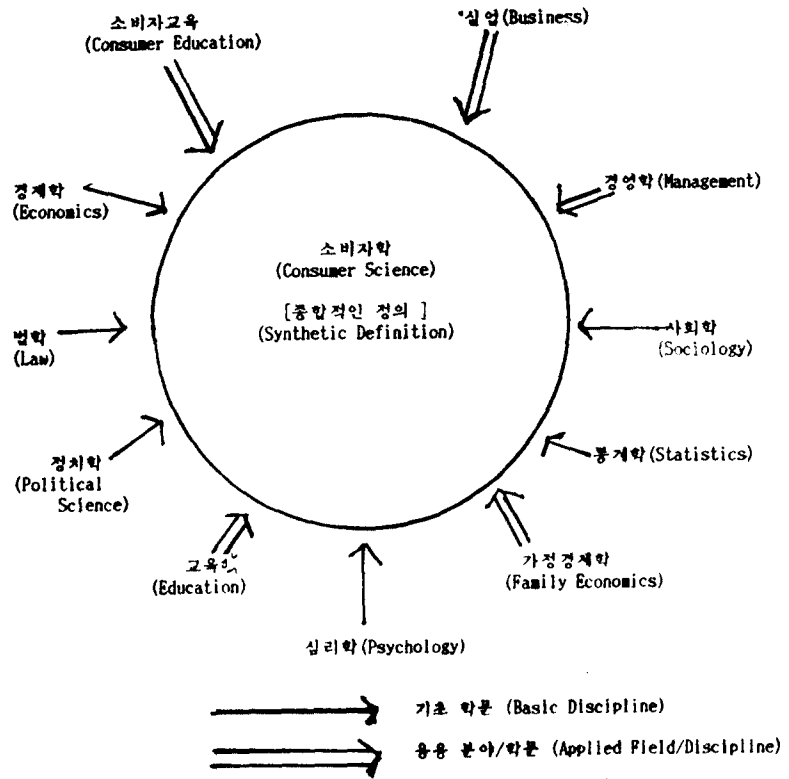 소비자교육
(Consumer Education)
실업(Business)
경제학
(Economics)
경영학(Management)
소비자학
(Consumer Science)
[종합적인 정의 ]
(Synthetic Definition)
법학
(Law)
사회학
(Sociology)
정치학
(Political
Science)
통계학(Statistics)
교육학
(Education)
가정경제학
(Family Economics)
심리학(Psychology)
기초 학문 (Basic Discipline)
응용 분야/학문 (Applied Field/Discipline)